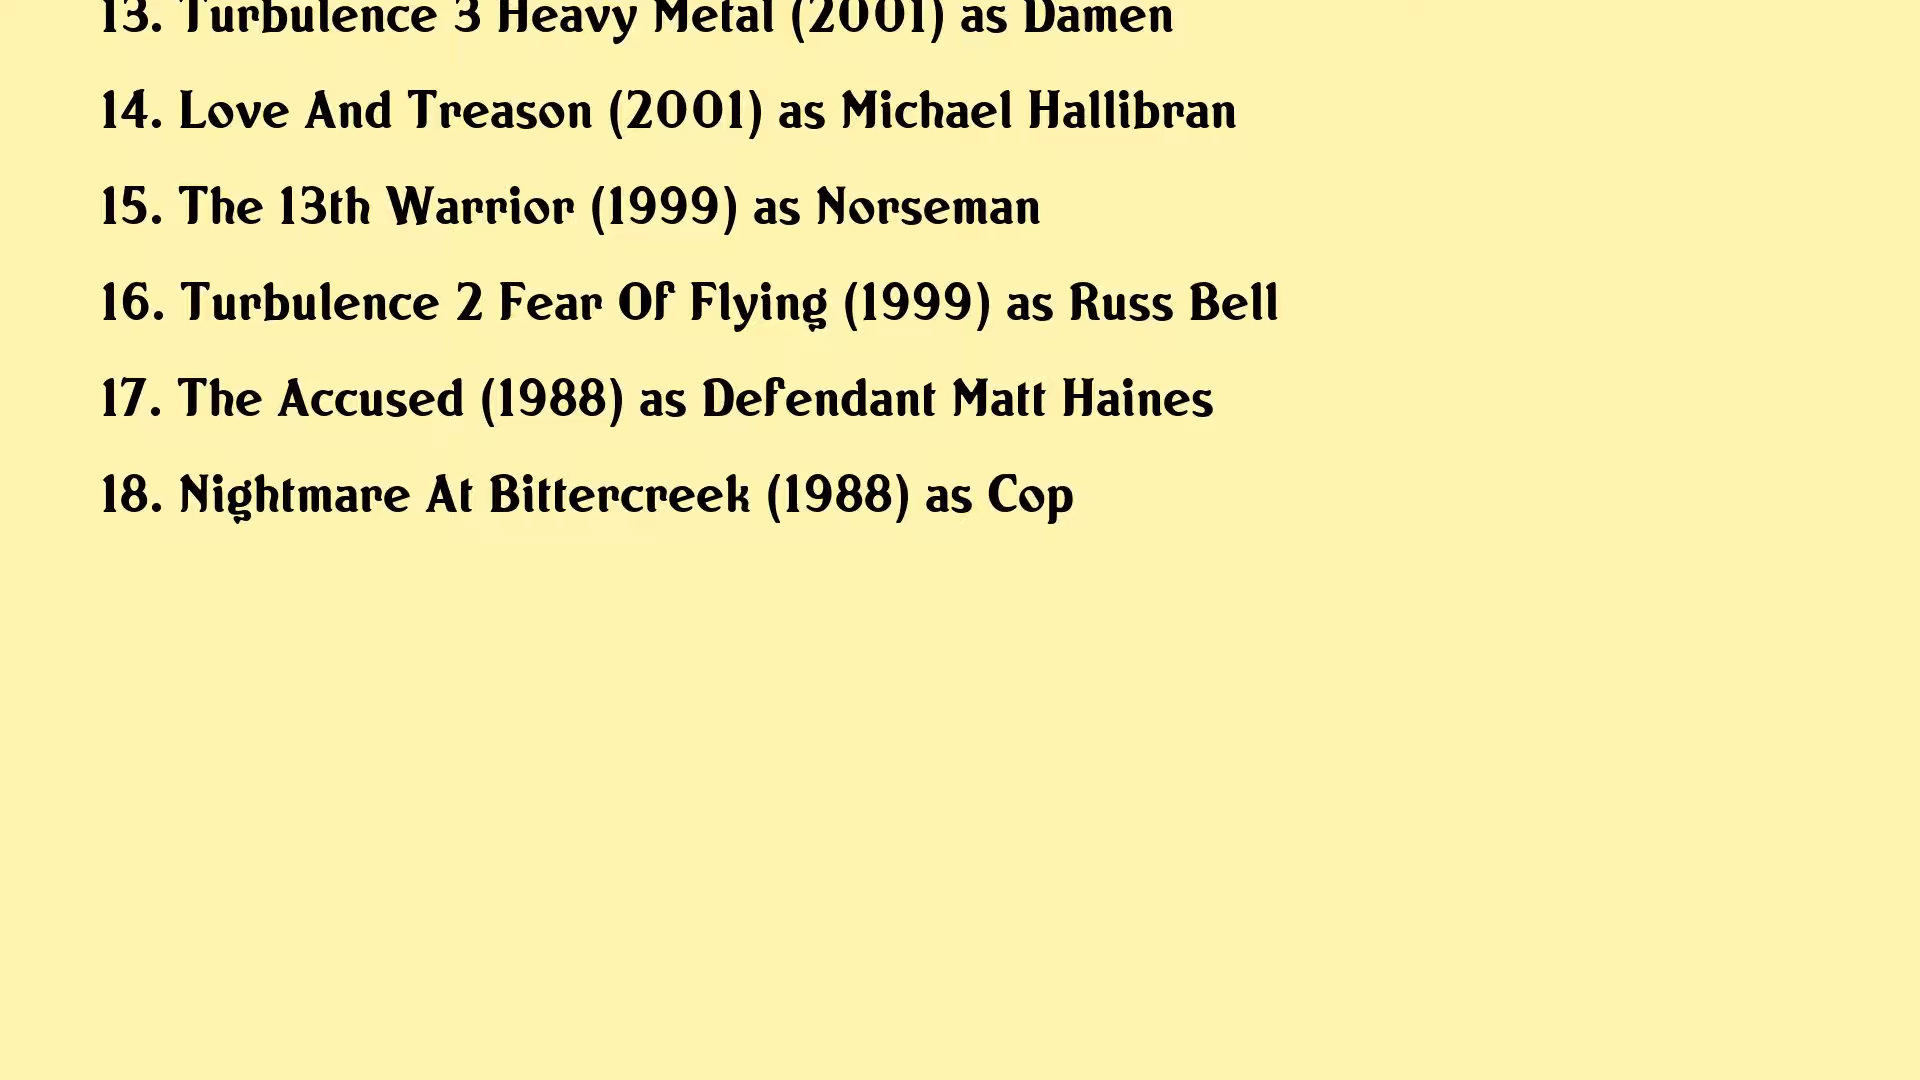 13. Turbulence 3 Heavy Metal (2001) as Damen
14. Love And Treason (2001) as Michael Hallibran
15. The 13th Warrior (1999) as Norseman
16. Turbulence 2 Fear Of Flying (1999) as Russ Bell
17. The Accused (1988) as Defendant Matt Haines
18. Nightmare At Bittercreek (1988) as Cop